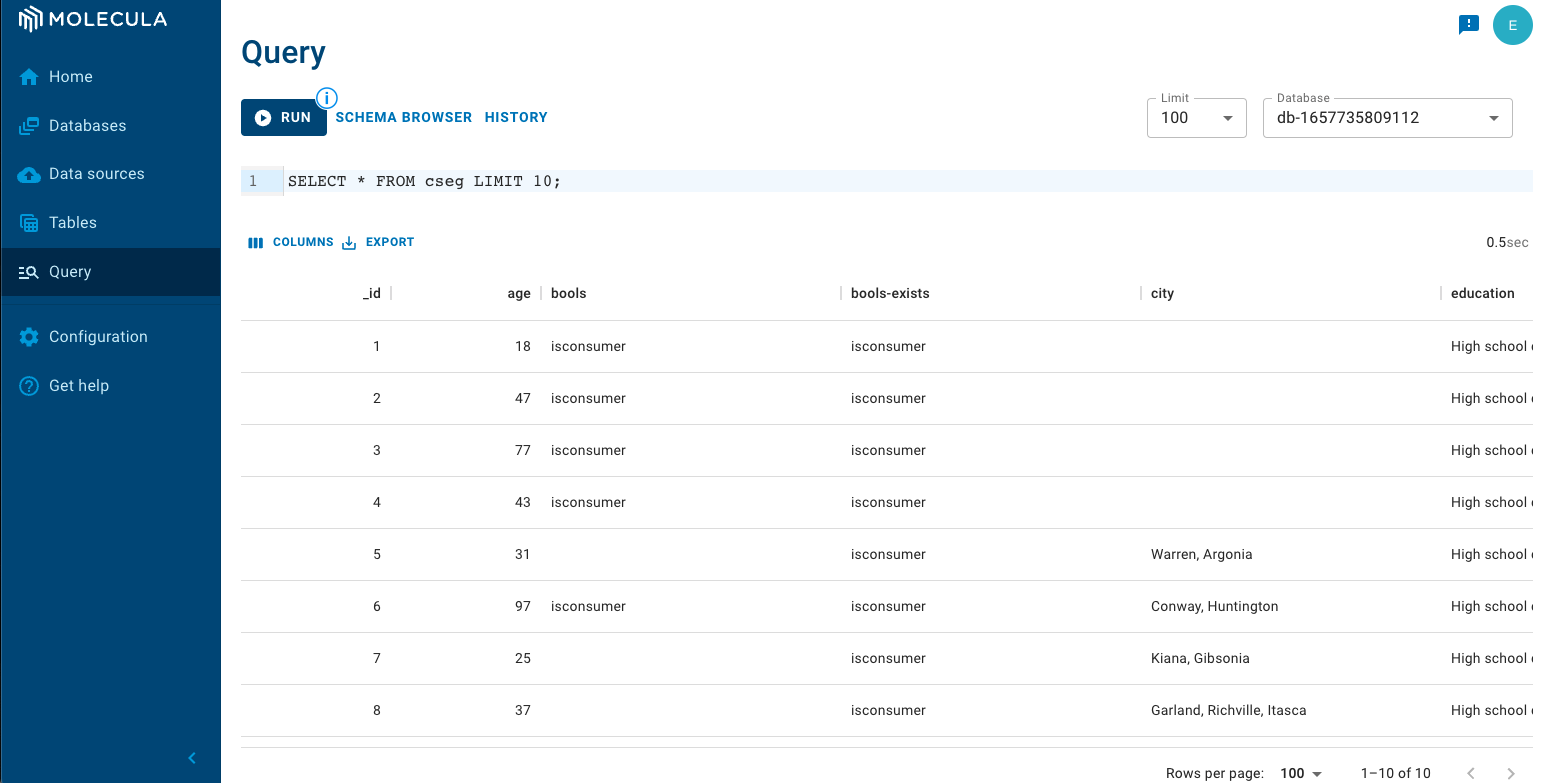 MOLECULA
Home
Databases
Data sources
Tables
Query
Configuration
Get help
E
Query
RUN
SCHEMA BROWSER HISTORY
Limit
100
Database
db-1657735809112
1 SELECT * FROM cseg LIMIT 10;
COLUMNS EXPORT 0.5sec
_id age bools bools-exists city education
1 18 isconsumer isconsumer High school
2 47 isconsumer isconsumer High school
3 77 isconsumer isconsumer High school
4 43 isconsumer isconsumer High school
5 31 isconsumer Warren, Argonia High school
6 97 isconsumer isconsumer Conway, Huntington High school
7 25 isconsumer Kiana, Gibsonia High school
8 37 isconsumer Garland, Richville, Itasca High school
Rows per page: 100 1–10 of 10